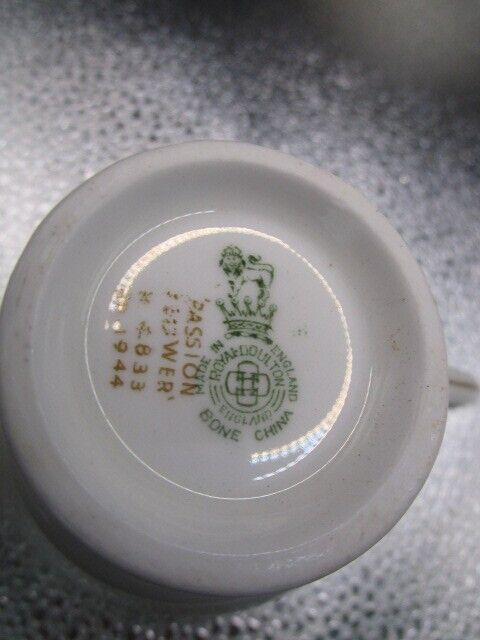 MADE IN ENGLAND
ROYAL DOULTON
ENGLAND
BONE CHINA
'PASSION
FLOWER'
4833
1944